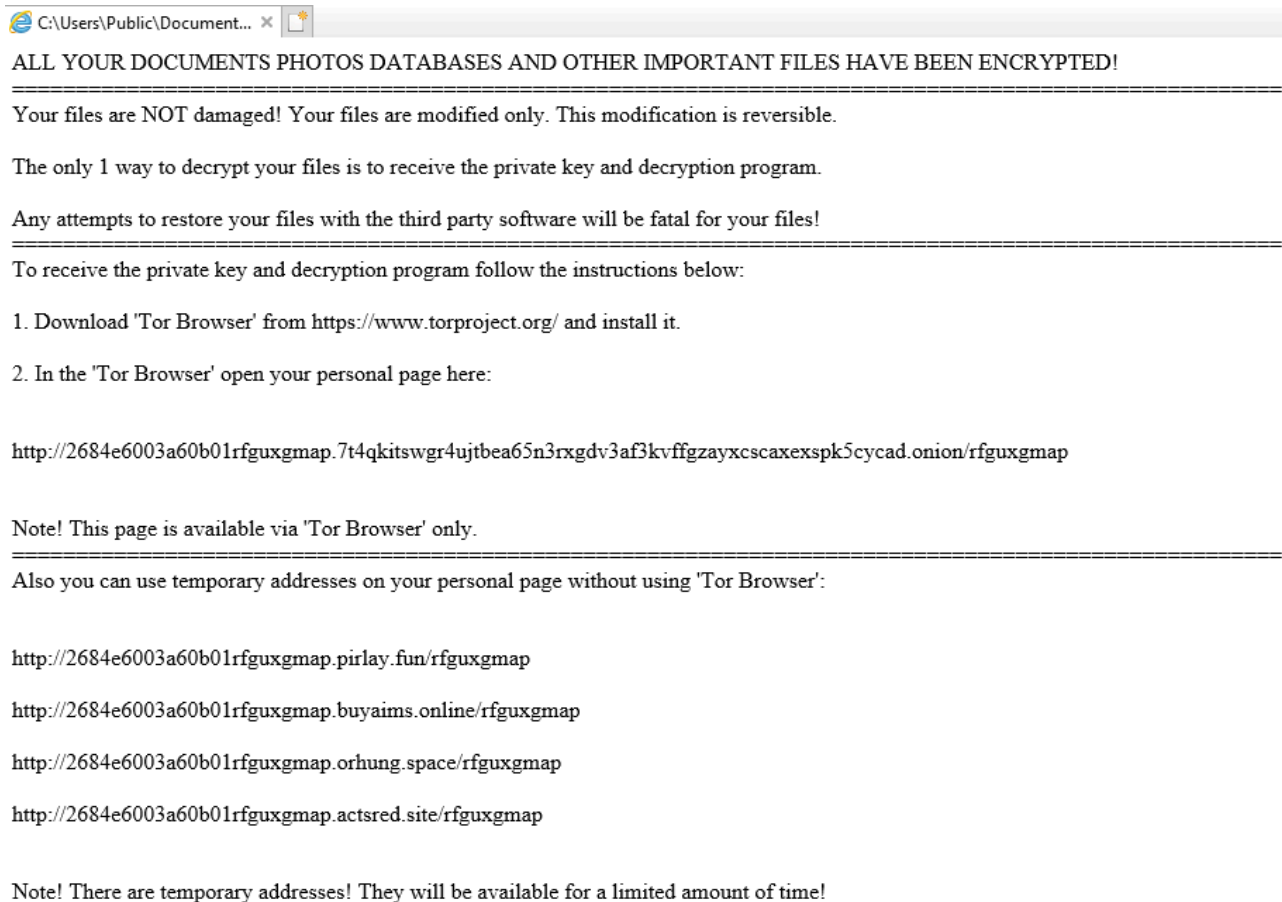 C:\Users\Public\Document...
ALL YOUR DOCUMENTS PHOTOS DATABASES AND OTHER IMPORTANT FILES HAVE BEEN ENCRYPTED!
Your files are NOT damaged! Your files are modified only. This modification is reversible.
The only 1 way to decrypt your files is to receive the private key and decryption program.
Any attempts to restore your files with the third party software will be fatal for your files!
To receive the private key and decryption program follow the instructions below:
1. Download 'Tor Browser' from https://www.torproject.org/ and install it.
2. In the 'Tor Browser' open your personal page here:
http://2684e6003a60b01rfguxgmap.7t4qkitswgr4ujtbea65n3rxgdv3af3kvffgzayxcscaxexspk5cycad.onion/rfguxgmap
Note! This page is available via 'Tor Browser' only.
Also you can use temporary addresses on your personal page without using 'Tor Browser':
http://2684e6003a60b01rfguxgmap.pirlay.fun/rfguxgmap
http://2684e6003a60b01rfguxgmap.buyaims.online/rfguxgmap
http://2684e6003a60b01rfguxgmap.orhung.space/rfguxgmap
http://2684e6003a60b01rfguxgmap.actsred.site/rfguxgmap
Note! There are temporary addresses! They will be available for a limited amount of time!